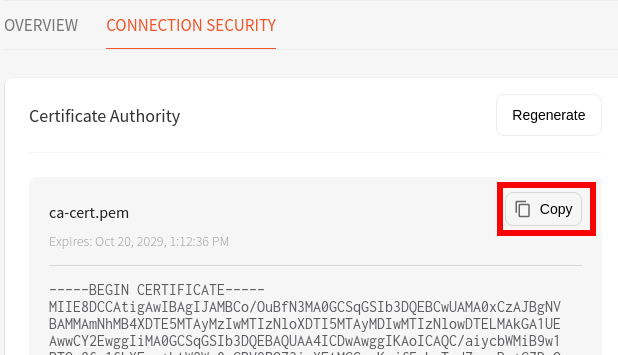 OVERVIEW CONNECTION SECURITY
Certificate Authority
Regenerate
ca-cert.pem
Copy
Expires: Oct 20, 2029, 1:12:36 PM
-----BEGIN CERTIFICATE-----
MIIE8DCCAtigAwIBAgIJAMBCo/OuBfN3MA0GCSqGSIb3DQEBCwUAMA0xCzAJBgNV
BAMMAmNhMB4XDTE5MTAyMzIwMTIzNloXDTI5MTAyMDIwMTIzNlowDTELMAkGA1UE
AwwCY2EwggIiMA0GCSqGSIb3DQEBAQUAA4ICDwAwggIKAoICAQC/aiycbWMiB9w1